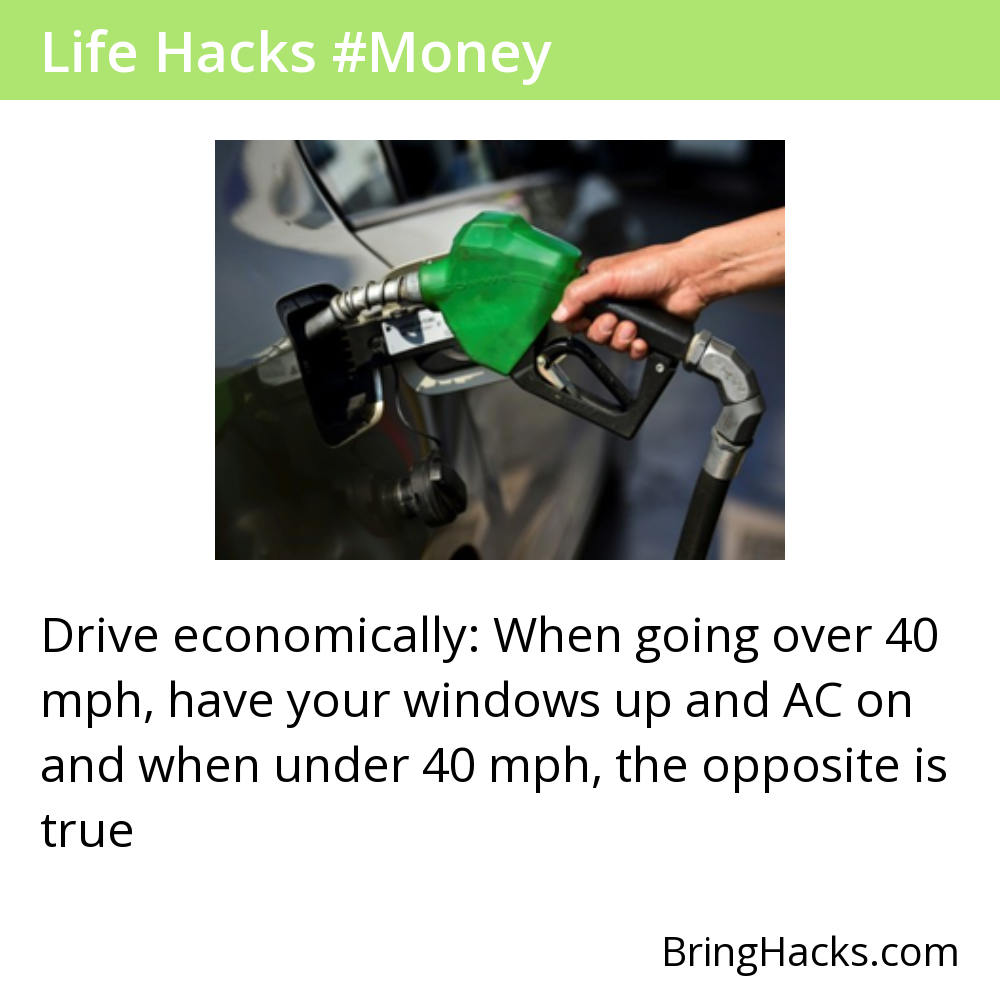 Life Hacks #Money
Drive economically: When going over 40
mph, have your windows up and AC on
and when under 40 mph, the opposite is
true
BringHacks.com